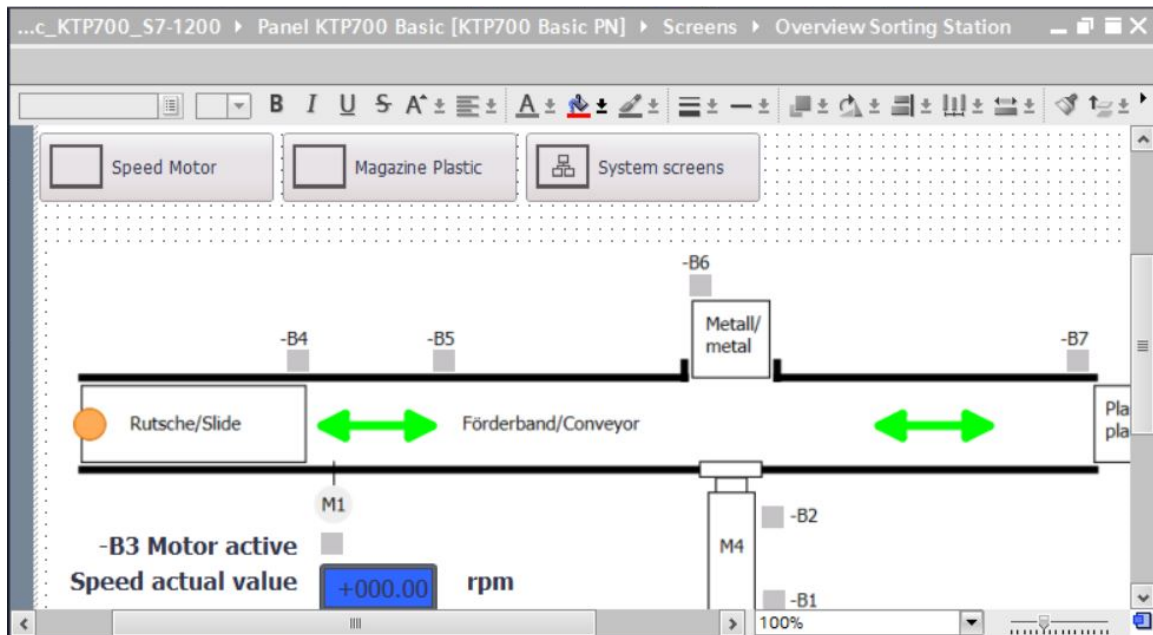 ...c_KTP700_S7-1200 ▸ Panel KTP700 Basic [KTP700 Basic PN] ▸ Screens ▸ Overview Sorting Station
B I U S A A
Speed Motor
Magazine Plastic
System screens
-B6
Metall/
metal
-B4
-B5
-B7
Rutsche/Slide
Förderband/Conveyor
Pla
pla
M1
-B2
-B3 Motor active
M4
Speed actual value
+000.00
rpm
-B1
100%